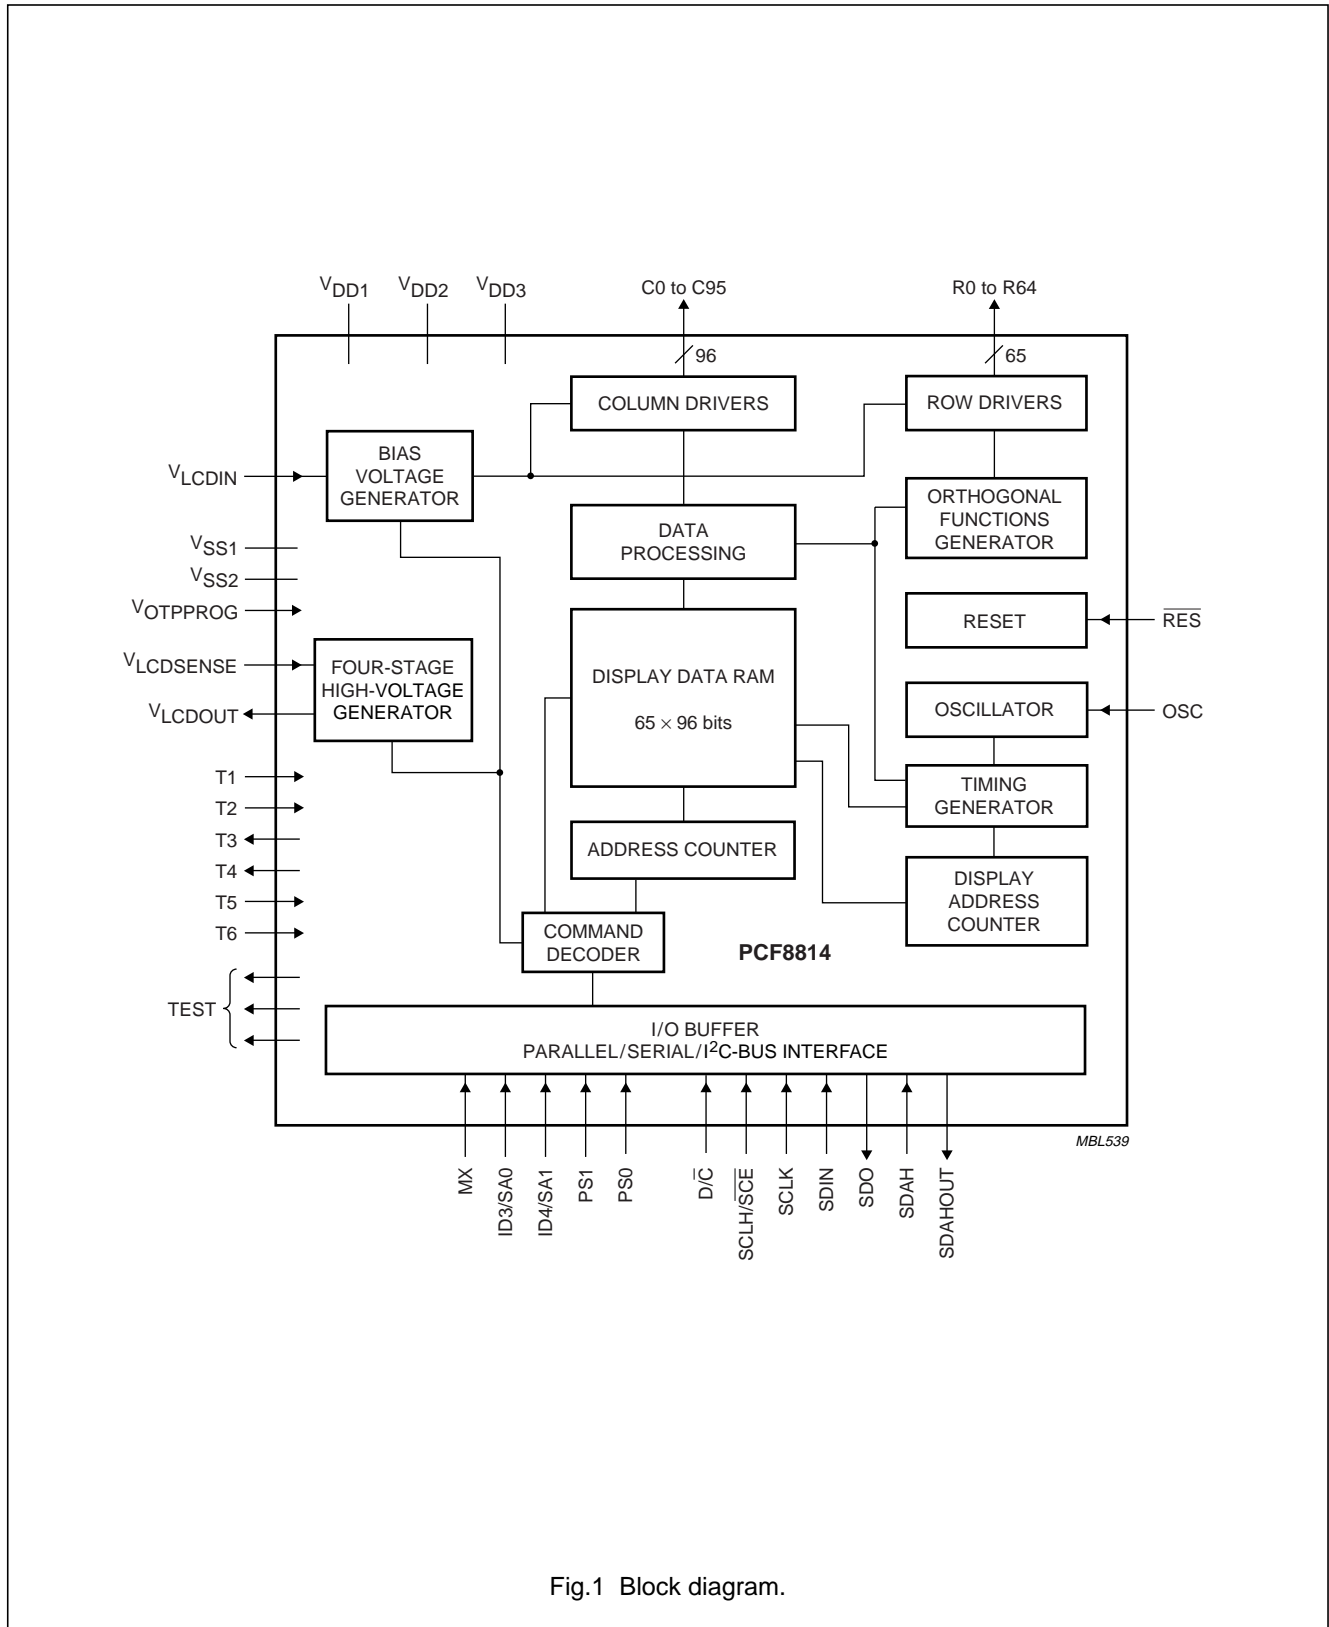 VDD1
VDD2
VDD3
C0 to C95
R0 to R64
96
65
COLUMN DRIVERS
ROW DRIVERS
VLCDIN
BIAS
VOLTAGE
GENERATOR
ORTHOGONAL
FUNCTIONS
GENERATOR
DATA
PROCESSING
VSS1
VSS2
VOTPPROG
RESET
R̅E̅S̅
VLCDSENSE
VLCDOUT
FOUR-STAGE
HIGH-VOLTAGE
GENERATOR
DISPLAY DATA RAM
65 × 96 bits
OSCILLATOR
OSC
TIMING
GENERATOR
T1
T2
T3
T4
T5
T6
ADDRESS COUNTER
DISPLAY
ADDRESS
COUNTER
COMMAND
DECODER
PCF8814
TEST
I/O BUFFER
PARALLEL/SERIAL/I²C-BUS INTERFACE
MBL539
MX
ID3/SA0
ID4/SA1
PS1
PS0
D/C̅
SCLH/S̅C̅E̅
SCLK
SDIN
SDO
SDAH
SDAHOUT
Fig.1 Block diagram.